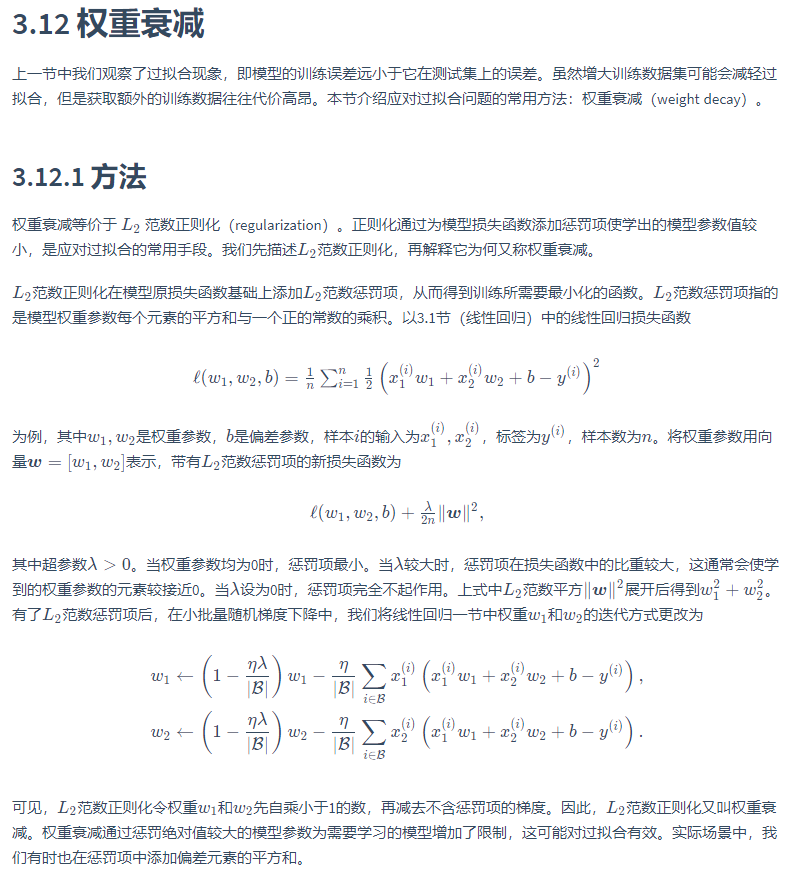 3.12 权重衰减
上一节中我们观察了过拟合现象，即模型的训练误差远小于它在测试集上的误差。虽然增大训练数据集可能会减轻过
拟合，但是获取额外的训练数据往往代价高昂。本节介绍应对过拟合问题的常用方法：权重衰减（weight decay）。
3.12.1 方法
权重衰减等价于 $L_2$ 范数正则化（regularization）。正则化通过为模型损失函数添加惩罚项使学出的模型参数值较
小，是应对过拟合的常用手段。我们先描述$L_2$范数正则化，再解释它为何又称权重衰减。
$L_2$范数正则化在模型原损失函数基础上添加$L_2$范数惩罚项，从而得到训练所需要最小化的函数。$L_2$范数惩罚项指的
是模型权重参数每个元素的平方和与一个正的常数的乘积。以3.1节（线性回归）中的线性回归损失函数
$\ell(w_1, w_2, b) = \frac{1}{n} \sum_{i=1}^{n} \frac{1}{2} \left(x_1^{(i)} w_1 + x_2^{(i)} w_2 + b - y^{(i)}\right)^2$
为例，其中$w_1, w_2$是权重参数，$b$是偏差参数，样本$i$的输入为$x_1^{(i)}, x_2^{(i)}$，标签为$y^{(i)}$，样本数为$n$。将权重参数用向
量$\boldsymbol{w} = [w_1, w_2]$表示，带有$L_2$范数惩罚项的新损失函数为
$\ell(w_1, w_2, b) + \frac{\lambda}{2n} \|\boldsymbol{w}\|^2,$
其中超参数$\lambda > 0$。当权重参数均为0时，惩罚项最小。当$\lambda$较大时，惩罚项在损失函数中的比重较大，这通常会使学
到的权重参数的元素较接近0。当$\lambda$设为0时，惩罚项完全不起作用。上式中$L_2$范数平方$\|\boldsymbol{w}\|^2$展开后得到$w_1^2 + w_2^2$。
有了$L_2$范数惩罚项后，在小批量随机梯度下降中，我们将线性回归一节中权重$w_1$和$w_2$的迭代方式更改为
$w_1 \leftarrow \left(1 - \frac{\eta\lambda}{|\mathcal{B}|}\right) w_1 - \frac{\eta}{|\mathcal{B}|} \sum_{i \in \mathcal{B}} x_1^{(i)} \left(x_1^{(i)} w_1 + x_2^{(i)} w_2 + b - y^{(i)}\right),$
$w_2 \leftarrow \left(1 - \frac{\eta\lambda}{|\mathcal{B}|}\right) w_2 - \frac{\eta}{|\mathcal{B}|} \sum_{i \in \mathcal{B}} x_2^{(i)} \left(x_1^{(i)} w_1 + x_2^{(i)} w_2 + b - y^{(i)}\right).$
可见，$L_2$范数正则化令权重$w_1$和$w_2$先自乘小于1的数，再减去不含惩罚项的梯度。因此，$L_2$范数正则化又叫权重衰
减。权重衰减通过惩罚绝对值较大的模型参数为需要学习的模型增加了限制，这可能对过拟合有效。实际场景中，我
们有时也在惩罚项中添加偏差元素的平方和。